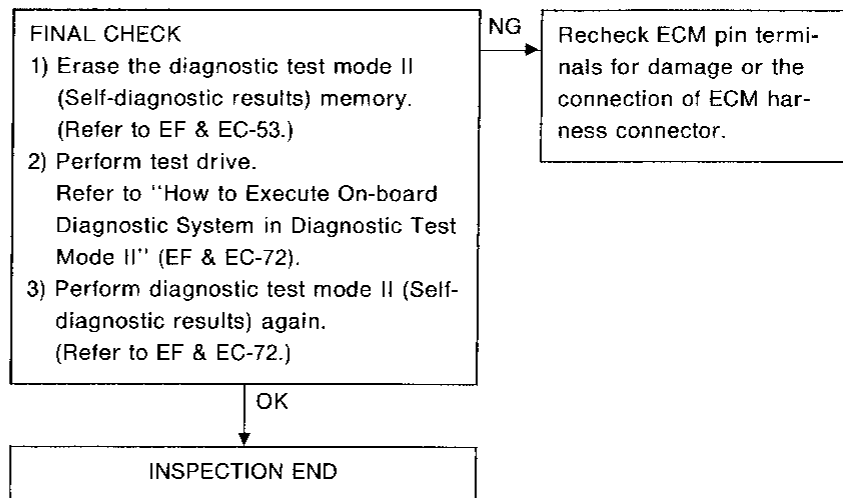 FINAL CHECK
1) Erase the diagnostic test mode II
(Self-diagnostic results) memory.
(Refer to EF & EC-53.)
2) Perform test drive.
Refer to "How to Execute On-board
Diagnostic System in Diagnostic Test
Mode II" (EF & EC-72).
3) Perform diagnostic test mode II (Self-
diagnostic results) again.
(Refer to EF & EC-72.)
NG
Recheck ECM pin termi-
nals for damage or the
connection of ECM har-
ness connector.
OK
INSPECTION END